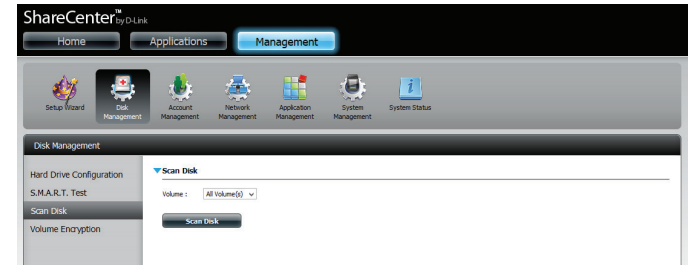 ShareCenter™ by D-Link
Home Applications Management
Setup Wizard Disk Management Account Management Network Management Application Management System Management System Status
Disk Management
Hard Drive Configuration
S.M.A.R.T. Test
Scan Disk
Volume Encryption
Scan Disk
Volume : All Volume(s)
Scan Disk